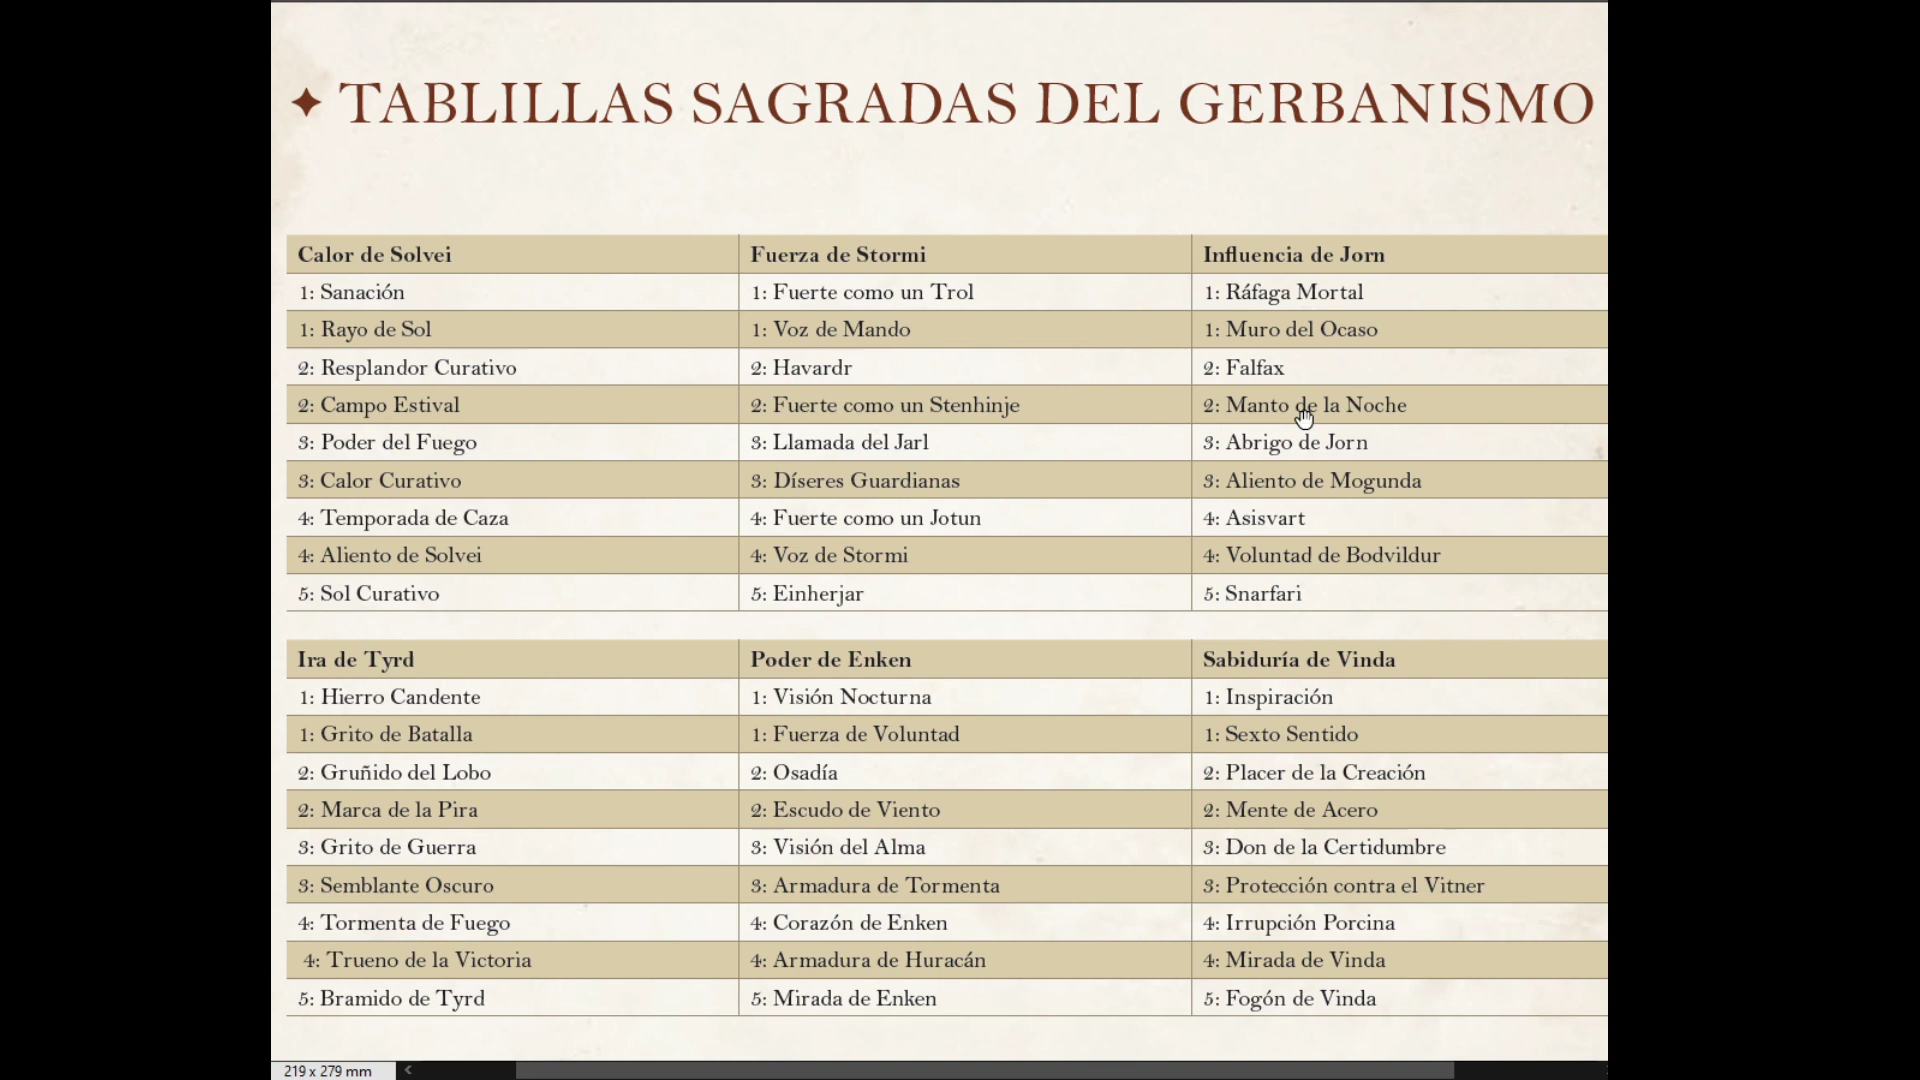 ✦ TABLILLAS SAGRADAS DEL GERBANISMO
Calor de Solvei
1: Sanación
1: Rayo de Sol
2: Resplandor Curativo
2: Campo Estival
3: Poder del Fuego
3: Calor Curativo
4: Temporada de Caza
4: Aliento de Solvei
5: Sol Curativo
Fuerza de Stormi
1: Fuerte como un Trol
1: Voz de Mando
2: Havardr
2: Fuerte como un Stenhinje
3: Llamada del Jarl
3: Díseres Guardianas
4: Fuerte como un Jotun
4: Voz de Stormi
5: Einherjar
Influencia de Jorn
1: Ráfaga Mortal
1: Muro del Ocaso
2: Falfax
2: Manto de la Noche
3: Abrigo de Jorn
3: Aliento de Mogunda
4: Asisvart
4: Voluntad de Bodvildur
5: Snarfari
Ira de Tyrd
1: Hierro Candente
1: Grito de Batalla
2: Gruñido del Lobo
2: Marca de la Pira
3: Grito de Guerra
3: Semblante Oscuro
4: Tormenta de Fuego
4: Trueno de la Victoria
5: Bramido de Tyrd
Poder de Enken
1: Visión Nocturna
1: Fuerza de Voluntad
2: Osadía
2: Escudo de Viento
3: Visión del Alma
3: Armadura de Tormenta
4: Corazón de Enken
4: Armadura de Huracán
5: Mirada de Enken
Sabiduría de Vinda
1: Inspiración
1: Sexto Sentido
2: Placer de la Creación
2: Mente de Acero
3: Don de la Certidumbre
3: Protección contra el Vitner
4: Irrupción Porcina
4: Mirada de Vinda
5: Fogón de Vinda
219 x 279 mm